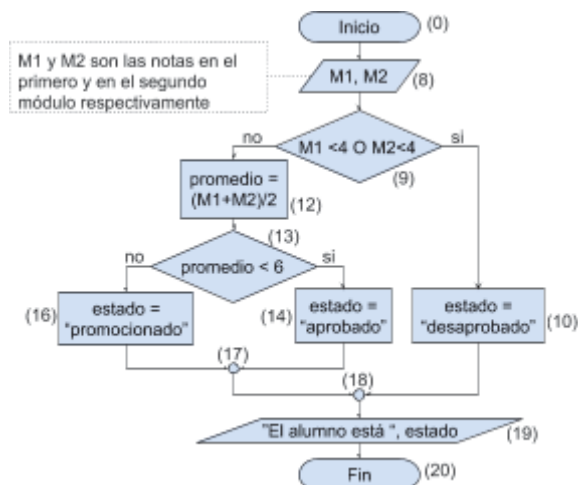 Inicio (0)
M1 y M2 son las notas en el
primero y en el segundo
módulo respectivamente
M1, M2
(8)
no
M1 <4 O M2<4
si
(9)
promedio =
(M1+M2)/2
(12)
(13)
no
promedio < 6
si
(16)
estado =
"promocionado"
(14)
estado =
"aprobado"
estado =
"desaprobado"
(10)
(17)
(18)
"El alumno está ", estado
(19)
Fin
(20)